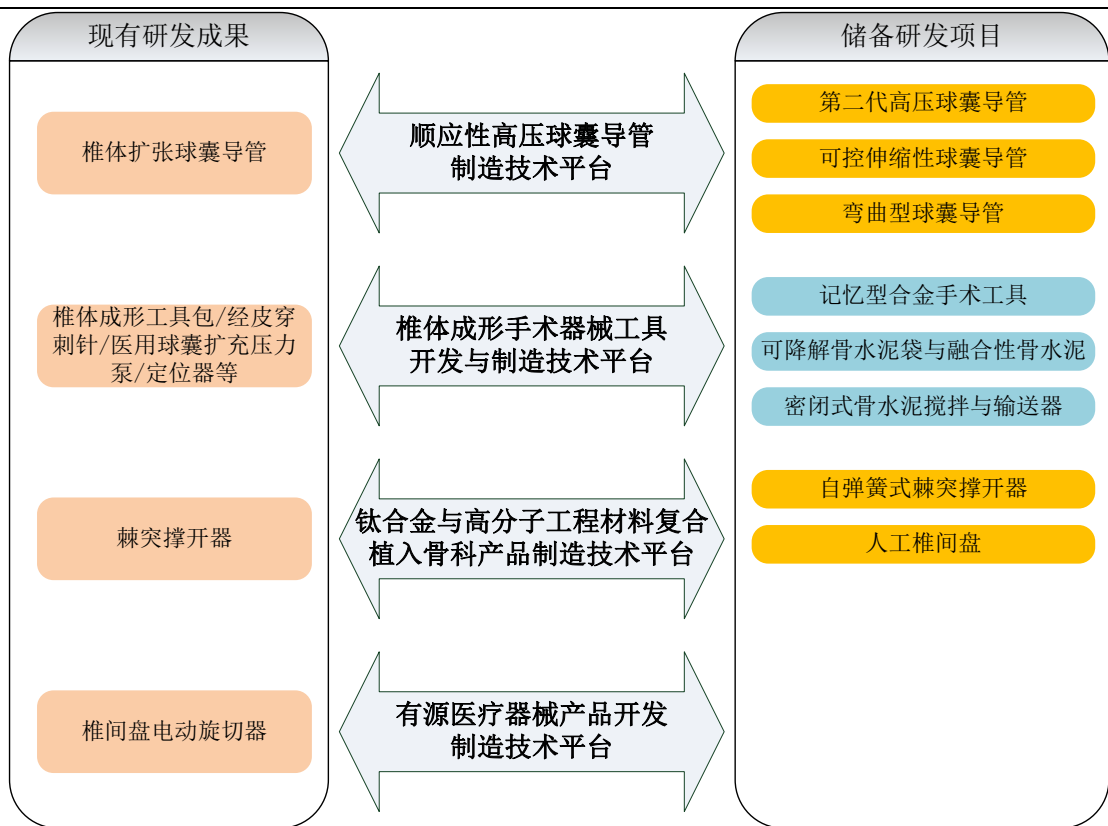 现有研发成果
储备研发项目
椎体扩张球囊导管
顺应性高压球囊导管
制造技术平台
第二代高压球囊导管
可控伸缩性球囊导管
弯曲型球囊导管
椎体成形工具包/经皮穿
刺针/医用球囊扩充压力
泵/定位器等
椎体成形手术器械工具
开发与制造技术平台
记忆型合金手术工具
可降解骨水泥袋与融合性骨水泥
密闭式骨水泥搅拌与输送器
棘突撑开器
钛合金与高分子工程材料复合
植入骨科产品制造技术平台
自弹簧式棘突撑开器
人工椎间盘
椎间盘电动旋切器
有源医疗器械产品开发
制造技术平台